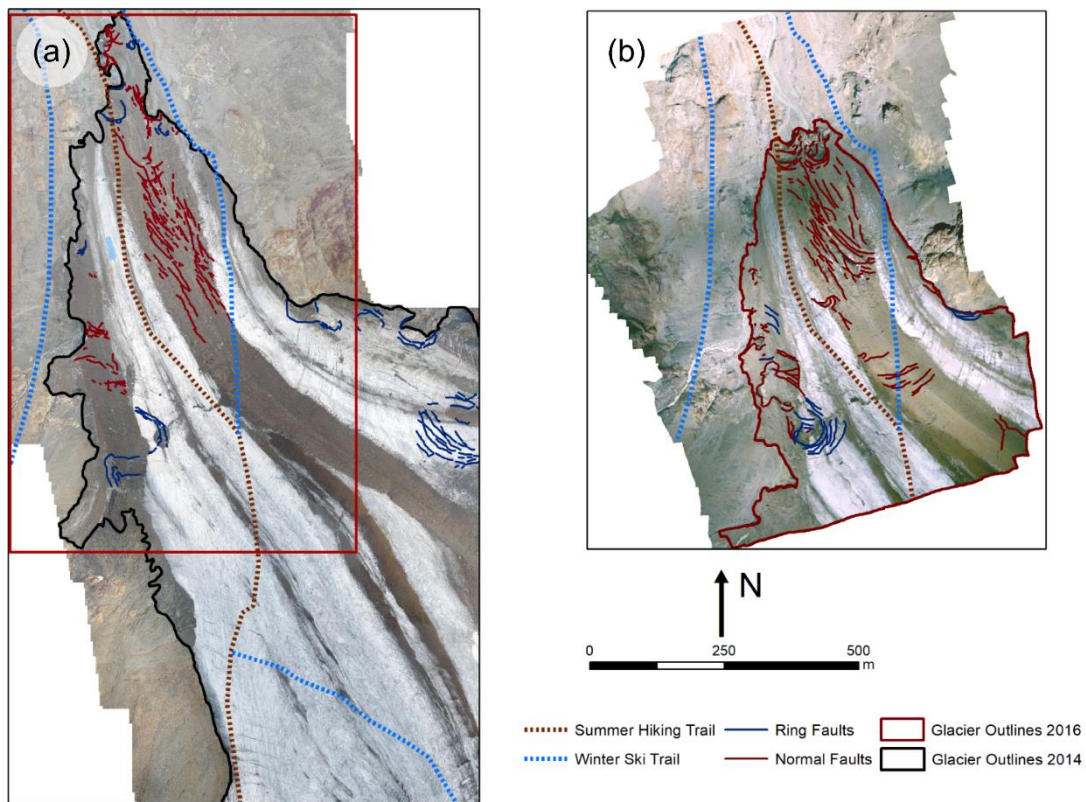 (a)
(b)
N
0 250 500
m
Summer Hiking Trail Ring Faults Glacier Outlines 2016
Winter Ski Trail Normal Faults Glacier Outlines 2014